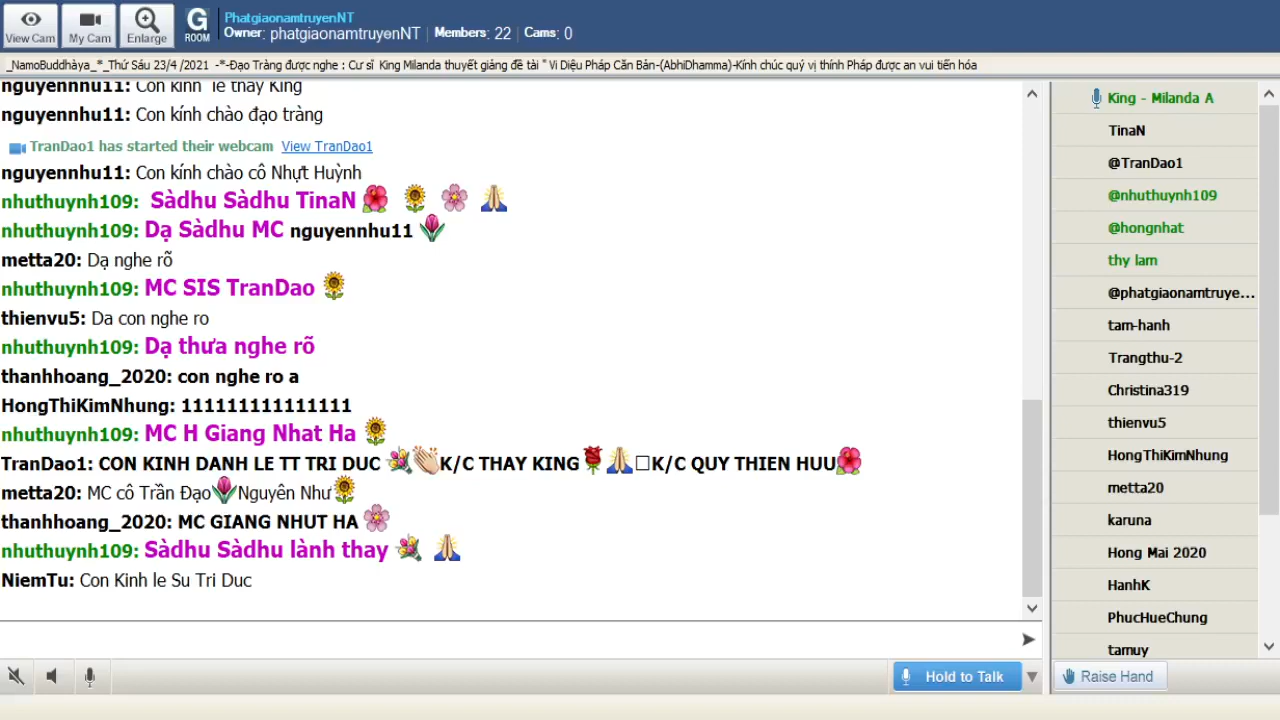 View Cam
My Cam
Enlarge
G
ROOM
PhatgiaonamtruyenNT
Owner: phatgiaonamtruyenNT | Members: 22 | Cams: 0
_NamoBuddhàya_*_Thứ Sáu 23/4 /2021 -*-Đạo Tràng được nghe : Cư sĩ King Milanda thuyết giảng đề tài " Vi Diệu Pháp Căn Bản-(AbhiDhamma)-Kính chúc quý vị thính Pháp được an vui tiến hóa
nguyennhu11: Con kính lễ thầy King
nguyennhu11: Con kính chào đạo tràng
TranDao1 has started their webcam View TranDao1
nguyennhu11: Con kính chào cô Nhựt Huỳnh
nhuthuynh109: Sàdhu Sàdhu TinaN 🌺 🌻 🌸 🙏
nhuthuynh109: Dạ Sàdhu MC nguyennhu11 🌷
metta20: Dạ nghe rõ
nhuthuynh109: MC SIS TranDao 🌻
thienvu5: Da con nghe ro
nhuthuynh109: Dạ thưa nghe rõ
thanhhoang_2020: con nghe ro a
HongThiKimNhung: 111111111111111
nhuthuynh109: MC H Giang Nhat Ha 🌻
TranDao1: CON KINH DANH LE TT TRI DUC 💐👏K/C THAY KING🌹🙏□K/C QUY THIEN HUU🌺
metta20: MC cô Trần Đạo🌷Nguyên Như🌻
thanhhoang_2020: MC GIANG NHUT HA 🌸
nhuthuynh109: Sàdhu Sàdhu lành thay 💐 🙏
NiemTu: Con Kinh le Su Tri Duc
Hold to Talk
King - Milanda A
TinaN
@TranDao1
@nhuthuynh109
@hongnhat
thy lam
@phatgiaonamtruye...
tam-hanh
Trangthu-2
Christina319
thienvu5
HongThiKimNhung
metta20
karuna
Hong Mai 2020
HanhK
PhucHueChung
tamuy
Raise Hand